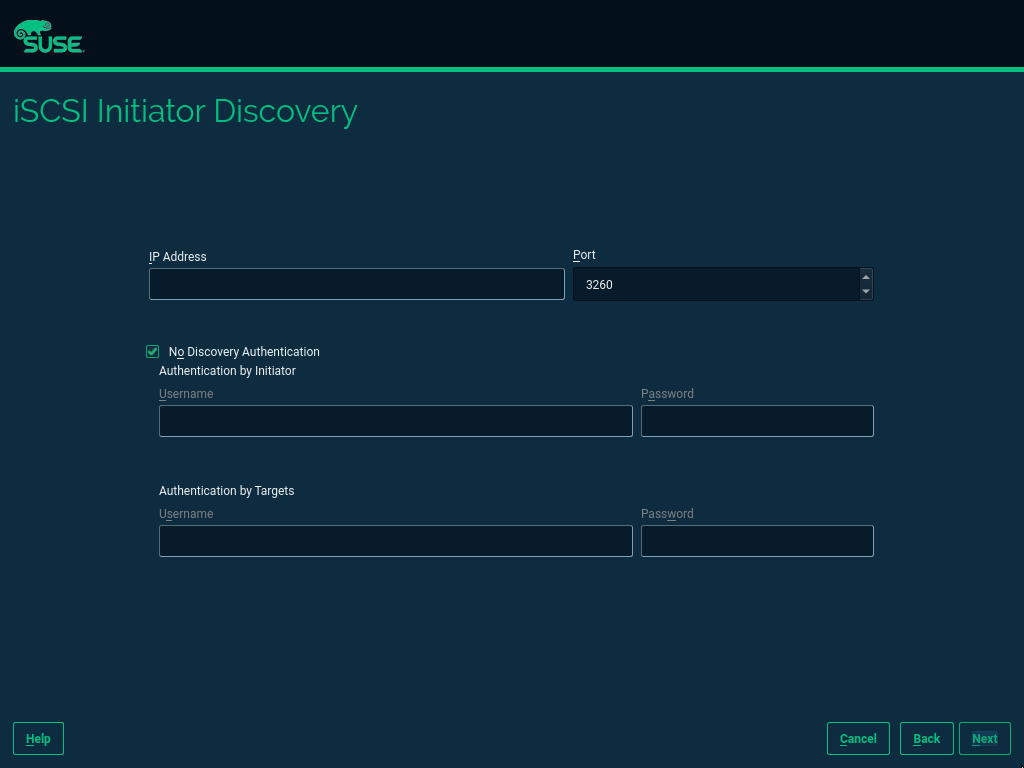 SUSE
iSCSI Initiator Discovery
IP Address
Port
3260
No Discovery Authentication
Authentication by Initiator
Username
Password
Authentication by Targets
Username
Password
Help
Cancel
Back
Next